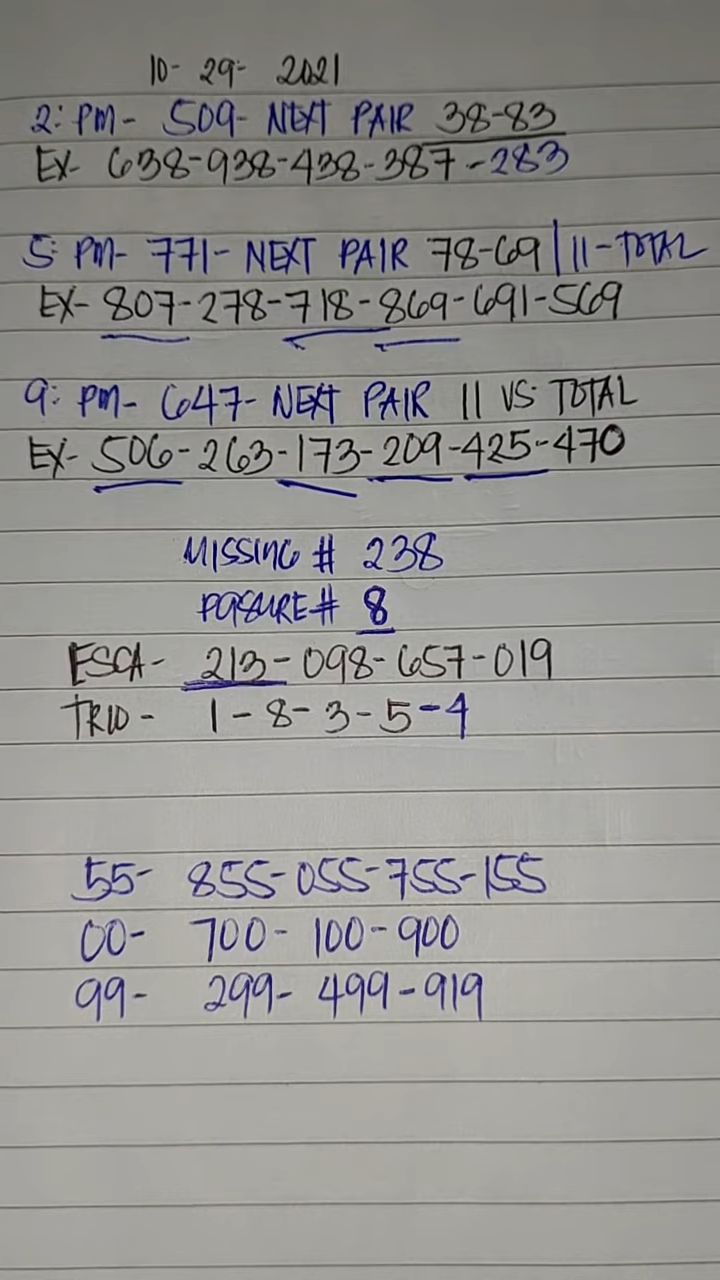 10- 29- 2021
2: PM- 509- NEXT PAIR 38-83
EX- 638-938-438-387-283
5: PM- 771- NEXT PAIR 78-69|11-TOTAL
EX- 807-278-718-869-691-569
9: PM- 647- NEXT PAIR 11 VS TOTAL
EX- 506-263-173-209-425-470
MISSING # 238
POSURE# 8
ESCA- 213-098-657-019
TRIO- 1-8-3-5-4
55- 855-055-755-155
00- 700-100-900
99- 299-499-919